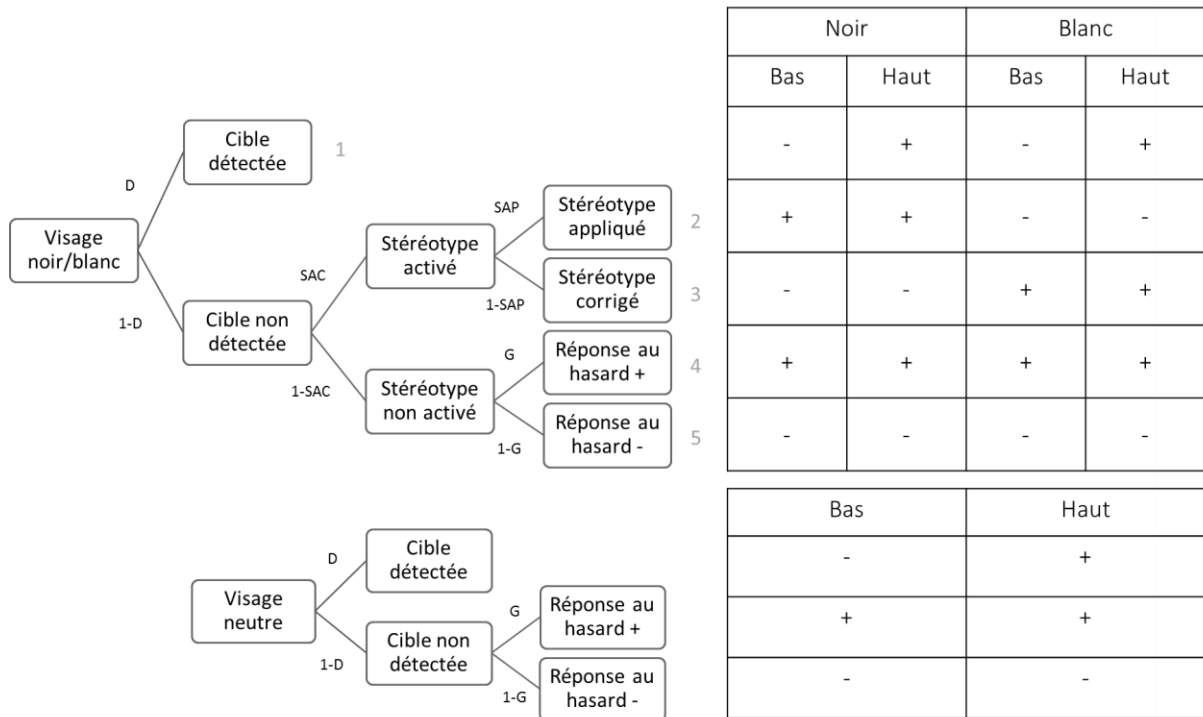 Noir
Blanc
Bas
Haut
Bas
Haut
Cible
détectée
1
-
+
-
+
D
SAP
Stéréotype
appliqué
2
+
+
-
-
Visage
noir/blanc
Stéréotype
activé
SAC
1-SAP
Stéréotype
corrigé
3
-
-
+
+
1-D
Cible non
détectée
G
Réponse au
hasard +
4
+
+
+
+
1-SAC
Stéréotype
non activé
1-G
Réponse au
hasard -
5
-
-
-
-
Bas
Haut
D
Cible
détectée
-
+
Visage
neutre
G
Réponse au
hasard +
+
+
1-D
Cible non
détectée
1-G
Réponse au
hasard -
-
-